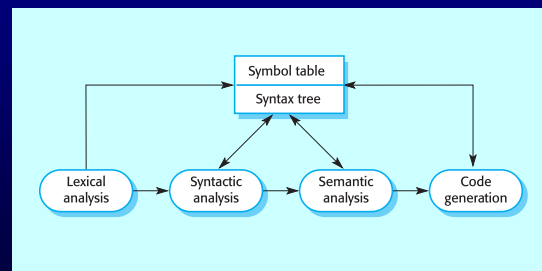 Symbol table
Syntax tree
Lexical
analysis
Syntactic
analysis
Semantic
analysis
Code
generation